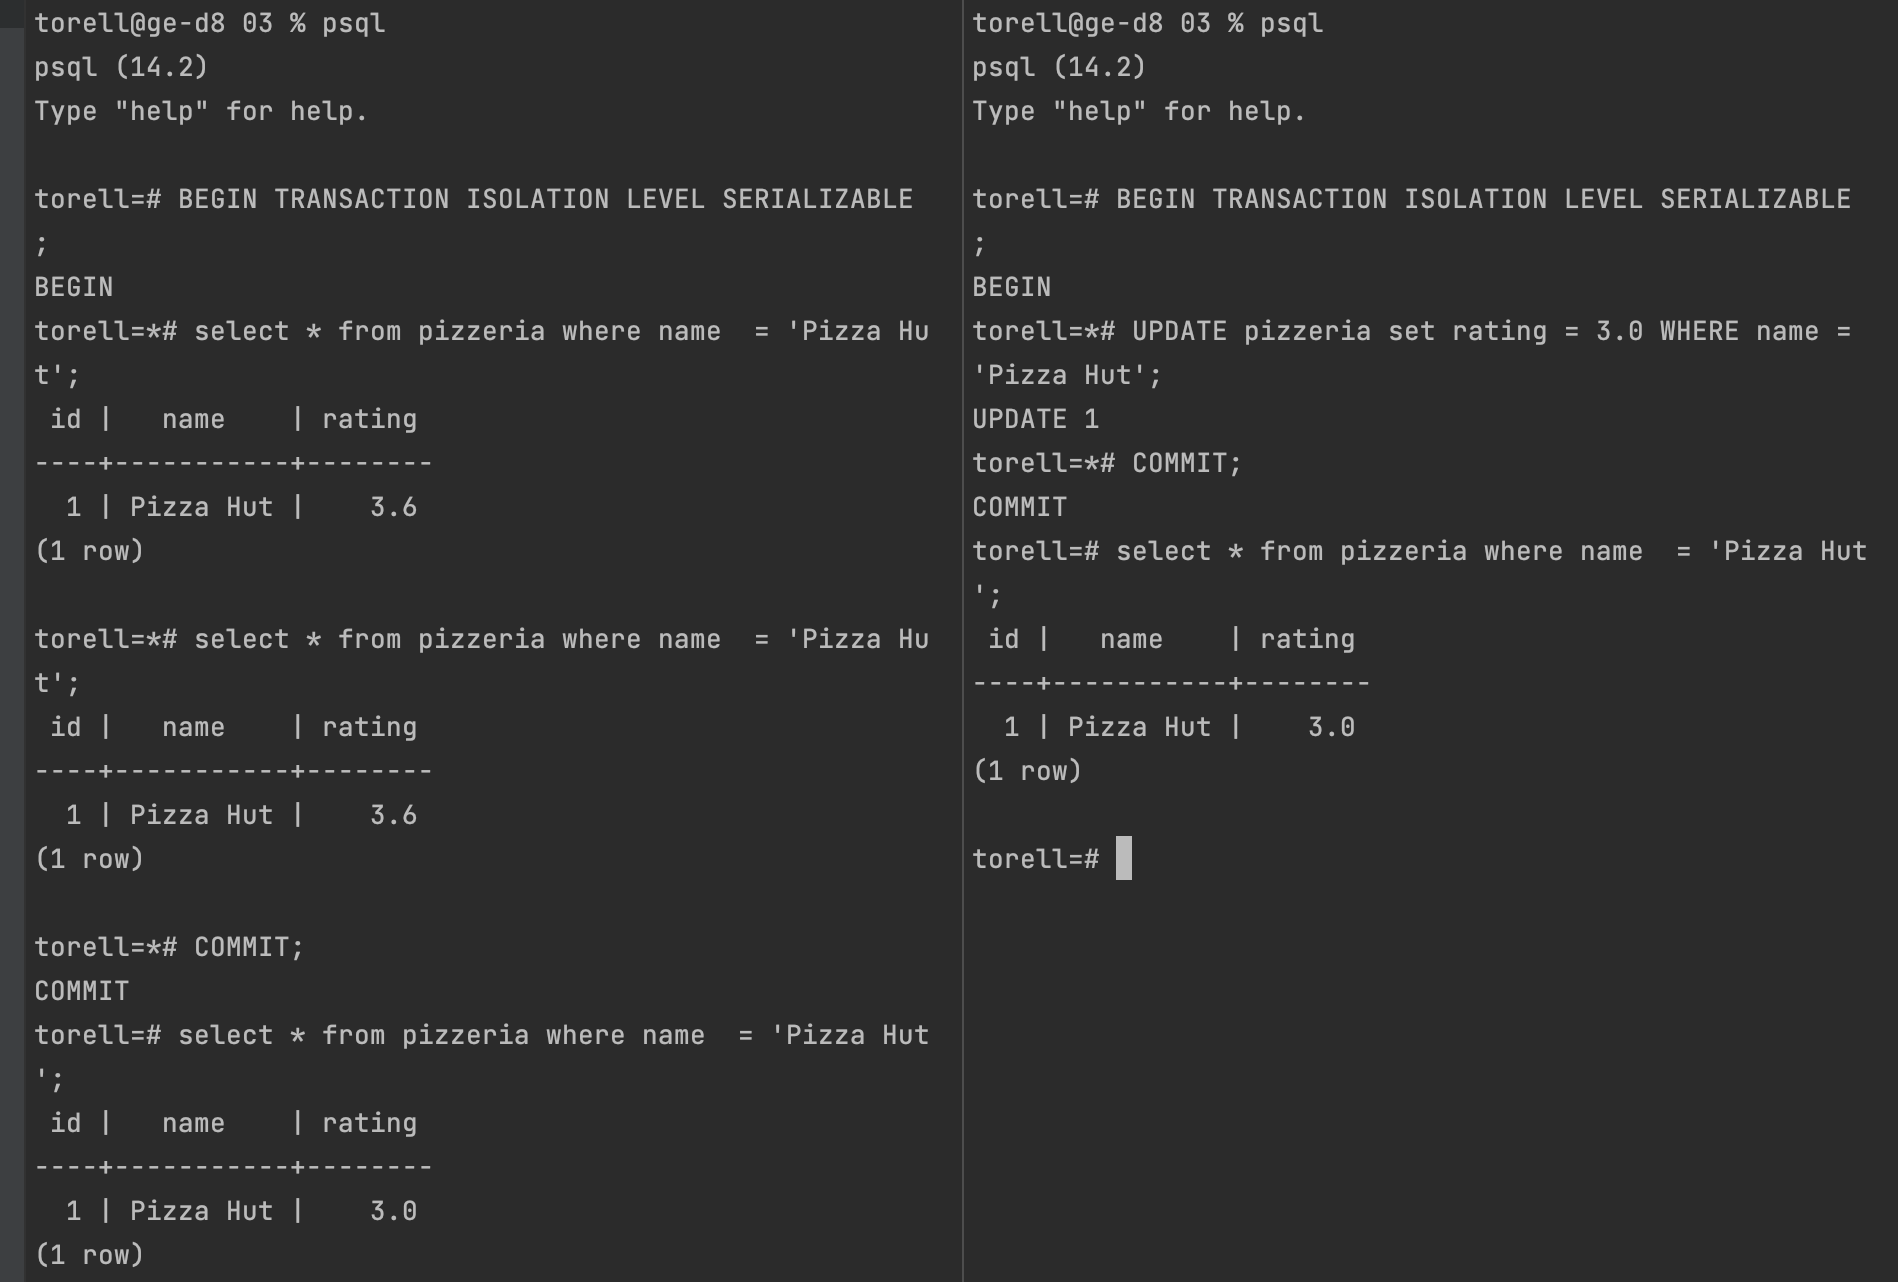 torell@ge-d8 03 % psql
psql (14.2)
Type "help" for help.

torell=# BEGIN TRANSACTION ISOLATION LEVEL SERIALIZABLE
;
BEGIN
torell=*# select * from pizzeria where name  = 'Pizza Hu
t';
 id |   name    | rating
----+-----------+--------
  1 | Pizza Hut |    3.6
(1 row)

torell=*# select * from pizzeria where name  = 'Pizza Hu
t';
 id |   name    | rating
----+-----------+--------
  1 | Pizza Hut |    3.6
(1 row)

torell=*# COMMIT;
COMMIT
torell=# select * from pizzeria where name  = 'Pizza Hut
';
 id |   name    | rating
----+-----------+--------
  1 | Pizza Hut |    3.0
(1 row)
torell@ge-d8 03 % psql
psql (14.2)
Type "help" for help.

torell=# BEGIN TRANSACTION ISOLATION LEVEL SERIALIZABLE
;
BEGIN
torell=*# UPDATE pizzeria set rating = 3.0 WHERE name =
'Pizza Hut';
UPDATE 1
torell=*# COMMIT;
COMMIT
torell=# select * from pizzeria where name  = 'Pizza Hut
';
 id |   name    | rating
----+-----------+--------
  1 | Pizza Hut |    3.0
(1 row)

torell=#